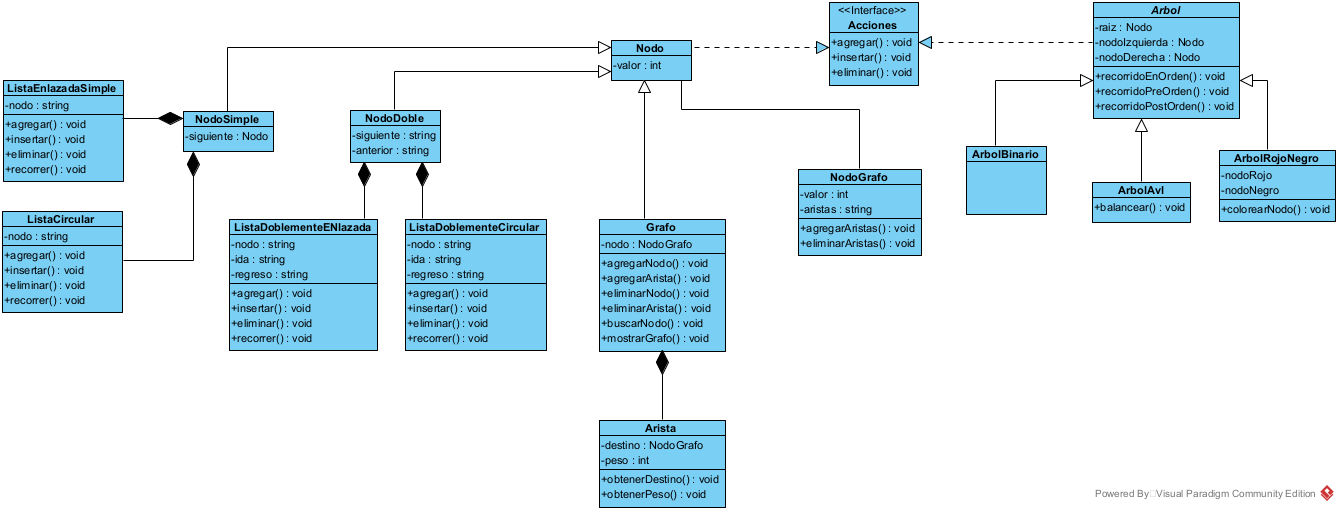 <<Interface>>
Acciones
+agregar() : void
+insertar() : void
+eliminar() : void
Arbol
-raiz : Nodo
-nodoIzquierda : Nodo
-nodoDerecha : Nodo
+recorridoEnOrden() : void
+recorridoPreOrden() : void
+recorridoPostOrden() : void
Nodo
-valor : int
ListaEnlazadaSimple
-nodo : string
+agregar() : void
+insertar() : void
+eliminar() : void
+recorrer() : void
NodoSimple
-siguiente : Nodo
NodoDoble
-siguiente : string
-anterior : string
ArbolBinario
ArbolRojoNegro
-nodoRojo
-nodoNegro
+colorearNodo() : void
NodoGrafo
-valor : int
-aristas : string
+agregarAristas() : void
+eliminarAristas() : void
ArbolAvl
+balancear() : void
ListaCircular
-nodo : string
+agregar() : void
+insertar() : void
+eliminar() : void
+recorrer() : void
ListaDoblementeENlazada
-nodo : string
-ida : string
-regreso : string
+agregar() : void
+insertar() : void
+eliminar() : void
+recorrer() : void
ListaDoblementeCircular
-nodo : string
-ida : string
-regreso : string
+agregar() : void
+insertar() : void
+eliminar() : void
+recorrer() : void
Grafo
-nodo : NodoGrafo
+agregarNodo() : void
+agregarArista() : void
+eliminarNodo() : void
+eliminarArista() : void
+buscarNodo() : void
+mostrarGrafo() : void
Arista
-destino : NodoGrafo
-peso : int
+obtenerDestino() : void
+obtenerPeso() : void
Powered By Visual Paradigm Community Edition